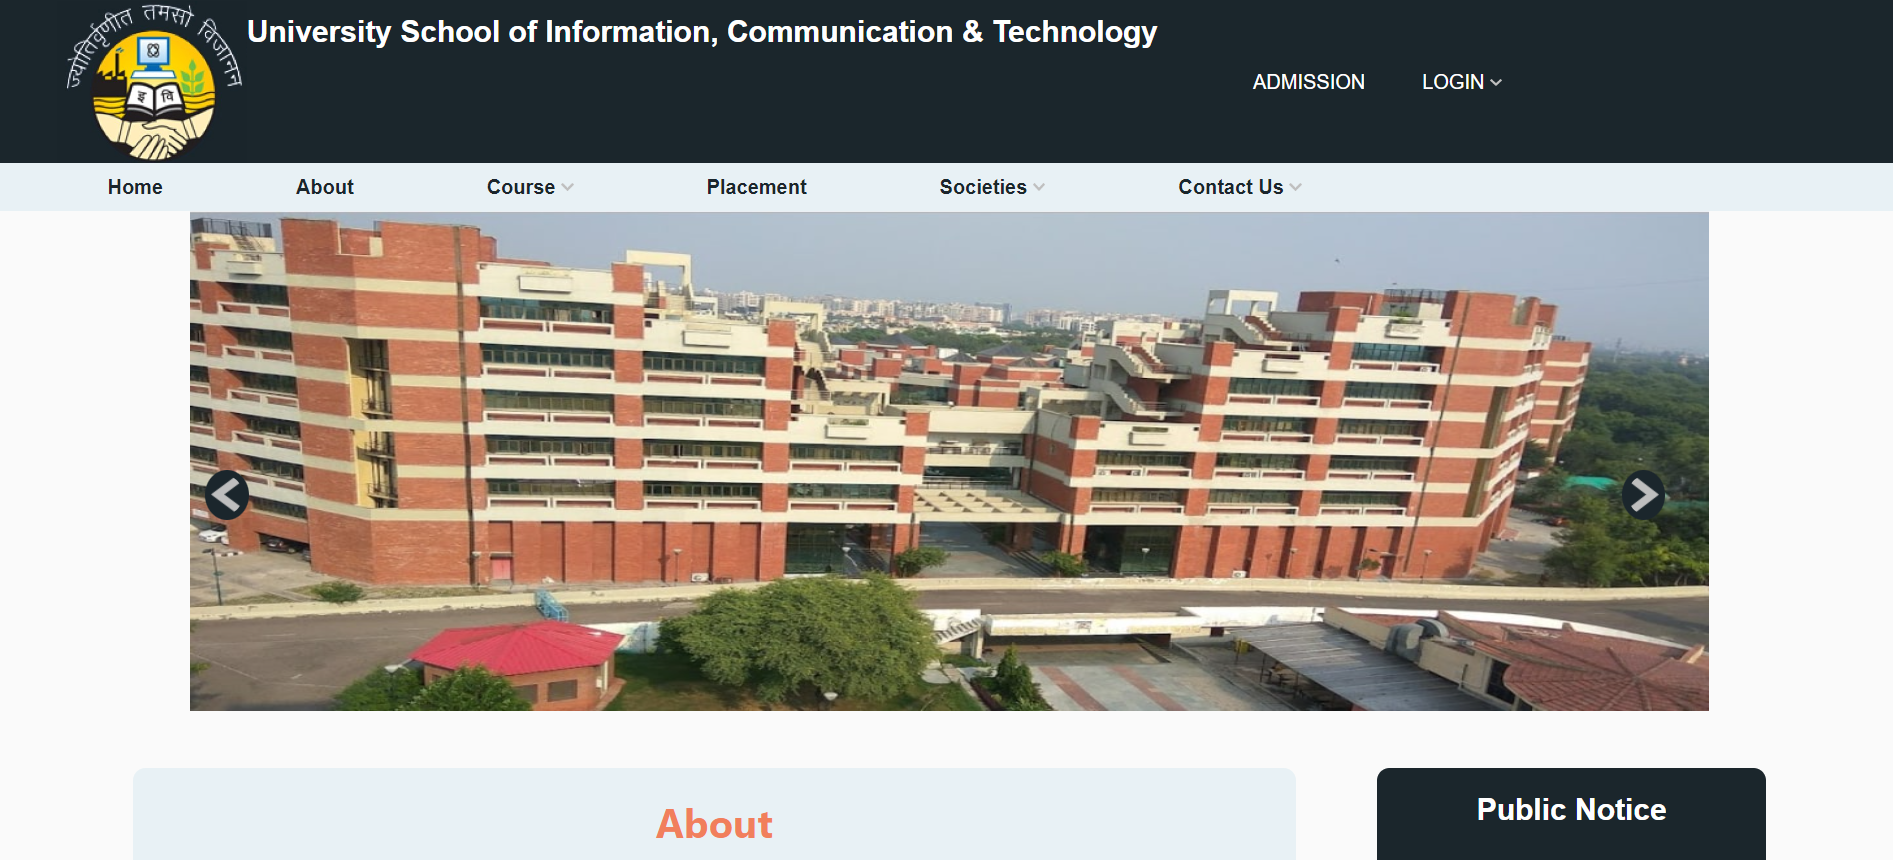 ज्योतिर्वृणीत तमसो विजानन
इ वि
University School of Information, Communication & Technology
ADMISSION LOGIN
Home About Course Placement Societies Contact Us
About
Public Notice